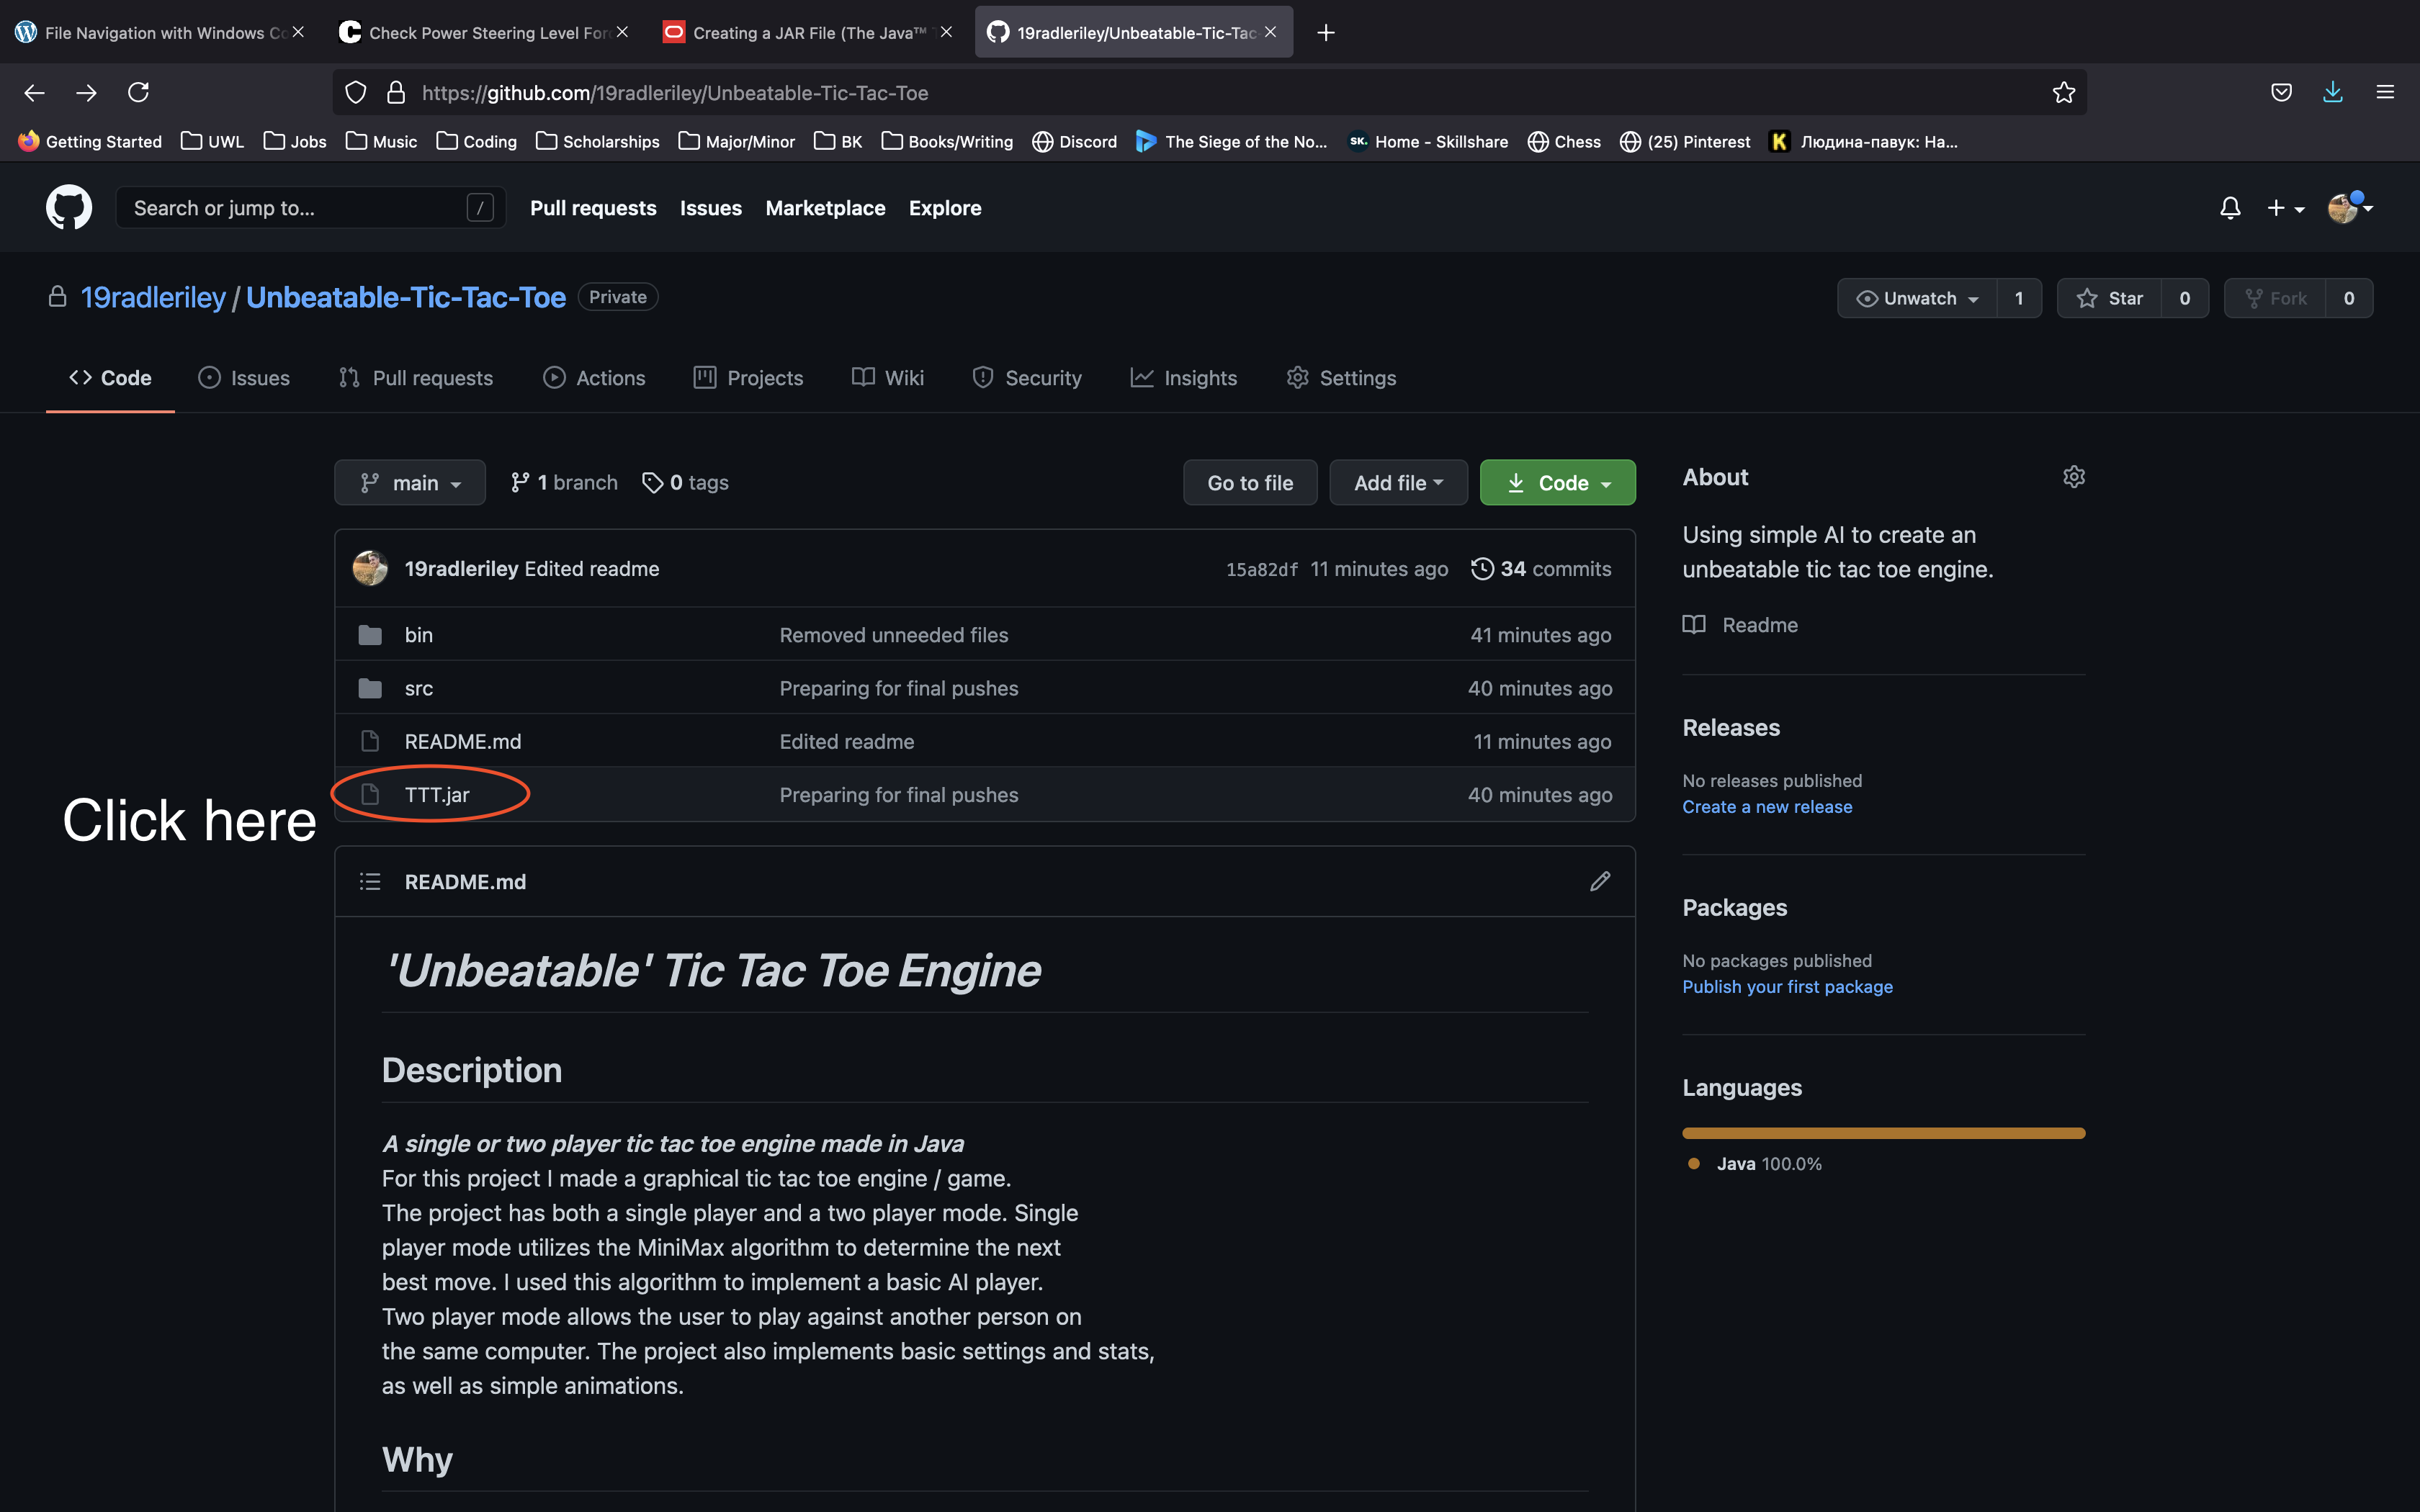 File Navigation with Windows Co
Check Power Steering Level For
Creating a JAR File (The Java™
19radleriley/Unbeatable-Tic-Tac
https://github.com/19radleriley/Unbeatable-Tic-Tac-Toe
Getting Started UWL Jobs Music Coding Scholarships Major/Minor BK Books/Writing Discord The Siege of the No... SK. Home - Skillshare Chess (25) Pinterest K Людина-павук: На...
Search or jump to... / Pull requests Issues Marketplace Explore
19radleriley / Unbeatable-Tic-Tac-Toe Private Unwatch 1 Star 0 Fork 0
Code Issues Pull requests Actions Projects Wiki Security Insights Settings
main 1 branch 0 tags Go to file Add file Code
19radleriley Edited readme 15a82df 11 minutes ago 34 commits
bin Removed unneeded files 41 minutes ago
src Preparing for final pushes 40 minutes ago
README.md Edited readme 11 minutes ago
TTT.jar Preparing for final pushes 40 minutes ago
Click here
README.md
'Unbeatable' Tic Tac Toe Engine
Description
A single or two player tic tac toe engine made in Java
For this project I made a graphical tic tac toe engine / game.
The project has both a single player and a two player mode. Single
player mode utilizes the MiniMax algorithm to determine the next
best move. I used this algorithm to implement a basic AI player.
Two player mode allows the user to play against another person on
the same computer. The project also implements basic settings and stats,
as well as simple animations.
Why
About
Using simple AI to create an
unbeatable tic tac toe engine.
Readme
Releases
No releases published
Create a new release
Packages
No packages published
Publish your first package
Languages
Java 100.0%